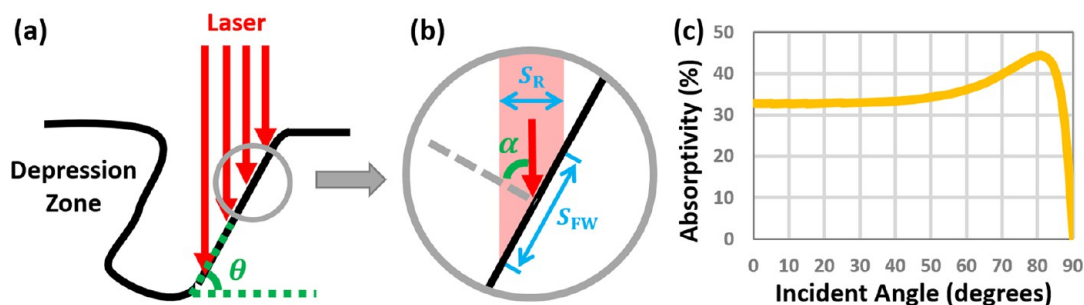 (a)
Laser
Depression
Zone
θ
(b)
S_R
α
S_FW
(c)
Absorptivity (%)
50
40
30
20
10
0
0 10 20 30 40 50 60 70 80 90
Incident Angle (degrees)